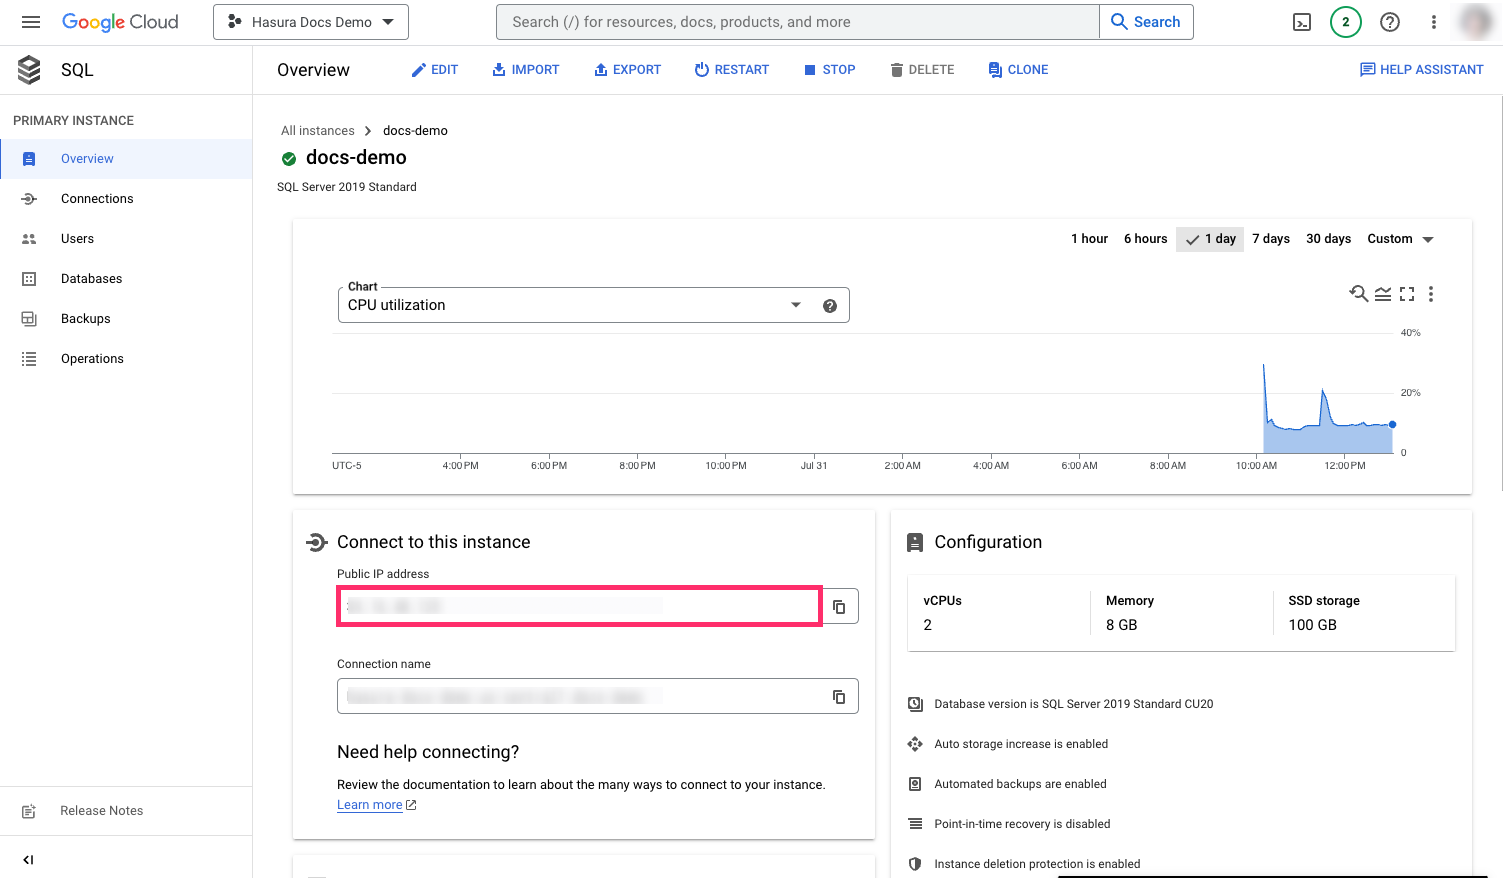 Google Cloud
Hasura Docs Demo
Search (/) for resources, docs, products, and more
Search
2
SQL
Overview
EDIT
IMPORT
EXPORT
RESTART
STOP
DELETE
CLONE
HELP ASSISTANT
PRIMARY INSTANCE
Overview
Connections
Users
Databases
Backups
Operations
Release Notes
All instances
docs-demo
docs-demo
SQL Server 2019 Standard
1 hour
6 hours
1 day
7 days
30 days
Custom
Chart
CPU utilization
40%
20%
0
UTC-5
4:00 PM
6:00 PM
8:00 PM
10:00 PM
Jul 31
2:00 AM
4:00 AM
6:00 AM
8:00 AM
10:00 AM
12:00 PM
Connect to this instance
Public IP address
Connection name
Need help connecting?
Review the documentation to learn about the many ways to connect to your instance.
Learn more
Configuration
vCPUs
2
Memory
8 GB
SSD storage
100 GB
Database version is SQL Server 2019 Standard CU20
Auto storage increase is enabled
Automated backups are enabled
Point-in-time recovery is disabled
Instance deletion protection is enabled